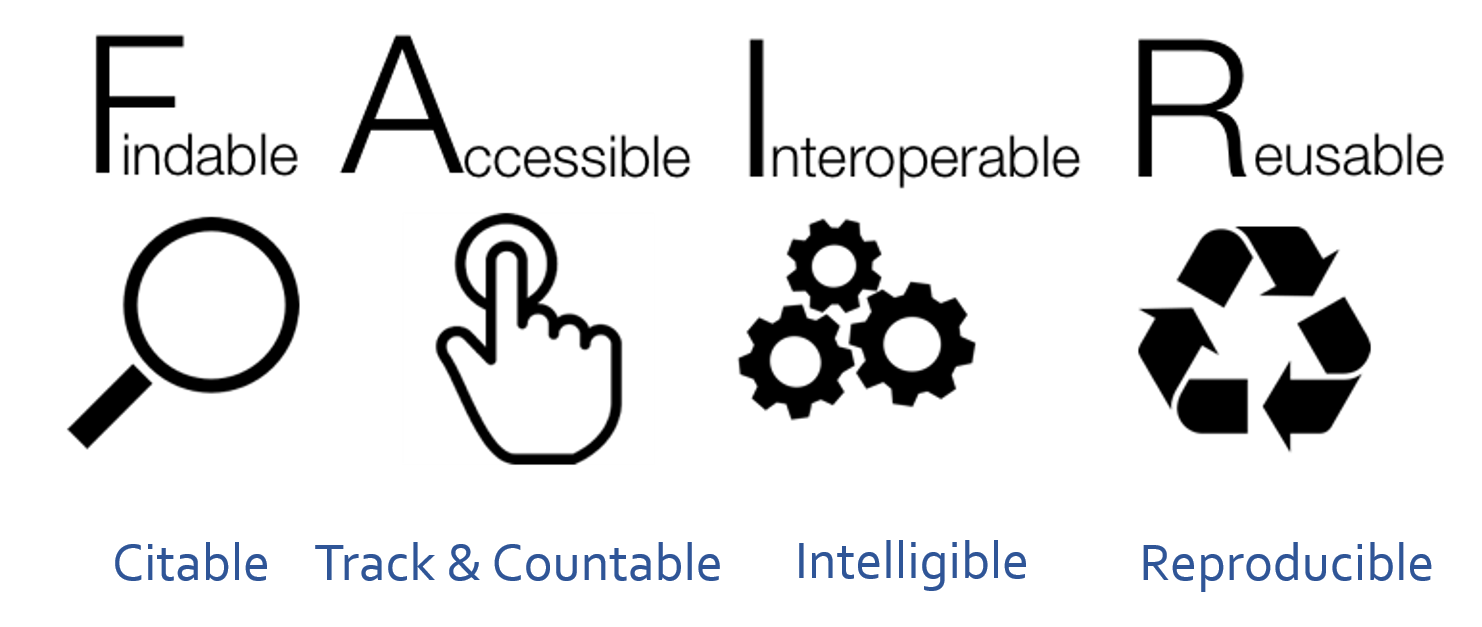 Findable Accessible Interoperable Reusable
Citable Track & Countable Intelligible Reproducible